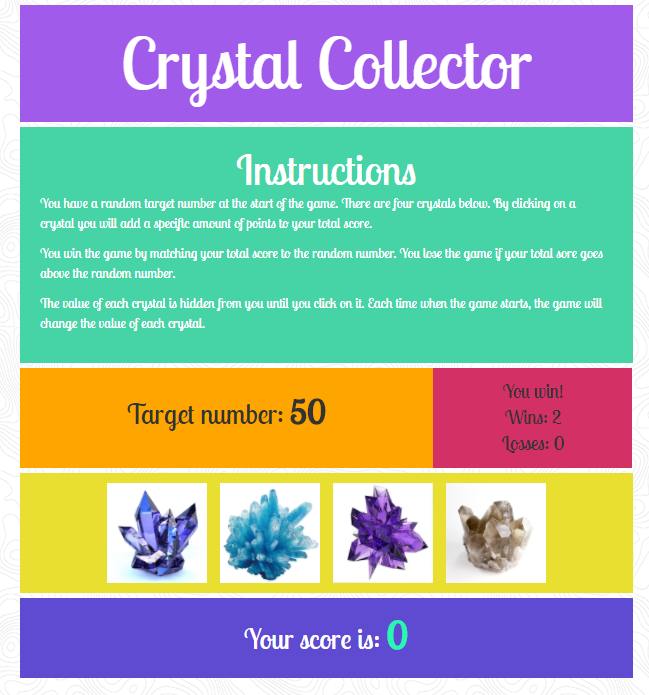 Crystal Collector
Instructions
You have a random target number at the start of the game. There are four crystals below. By clicking on a
crystal you will add a specific amount of points to your total score.
You win the game by matching your total score to the random number. You lose the game if your total sore goes
above the random number.
The value of each crystal is hidden from you until you click on it. Each time when the game starts, the game will
change the value of each crystal.
Target number: 50
You win!
Wins: 2
Losses: 0
Your score is: 0